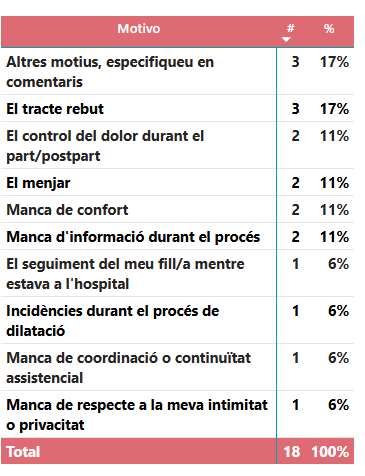 Motivo # %
Altres motius, especifiqueu en
comentaris 3 17%
El tracte rebut 3 17%
El control del dolor durant el
part/postpart 2 11%
El menjar 2 11%
Manca de confort 2 11%
Manca d'informació durant el procés 2 11%
El seguiment del meu fill/a mentre
estava a l'hospital 1 6%
Incidències durant el procés de
dilatació 1 6%
Manca de coordinació o continuïtat
assistencial 1 6%
Manca de respecte a la meva intimitat
o privacitat 1 6%
Total 18 100%